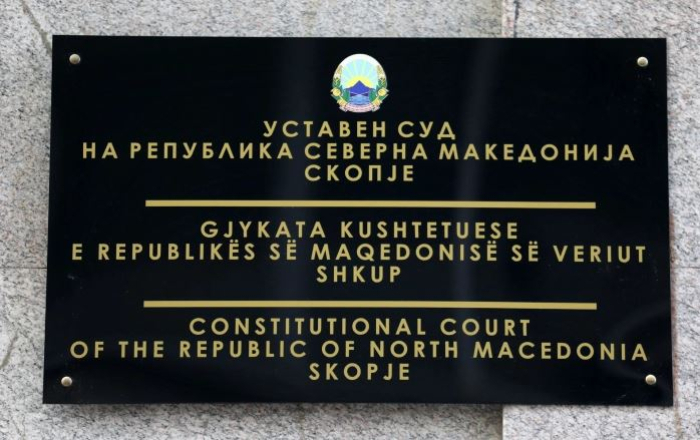 УСТАВЕН СУД
НА РЕПУБЛИКА СЕВЕРНА МАКЕДОНИЈА
СКОПЈЕ
GJYKATA KUSHTETUESE
E REPUBLIKËS SË MAQEDONISË SË VERIUT
SHKUP
CONSTITUTIONAL COURT
OF THE REPUBLIC OF NORTH MACEDONIA
SKOPJE